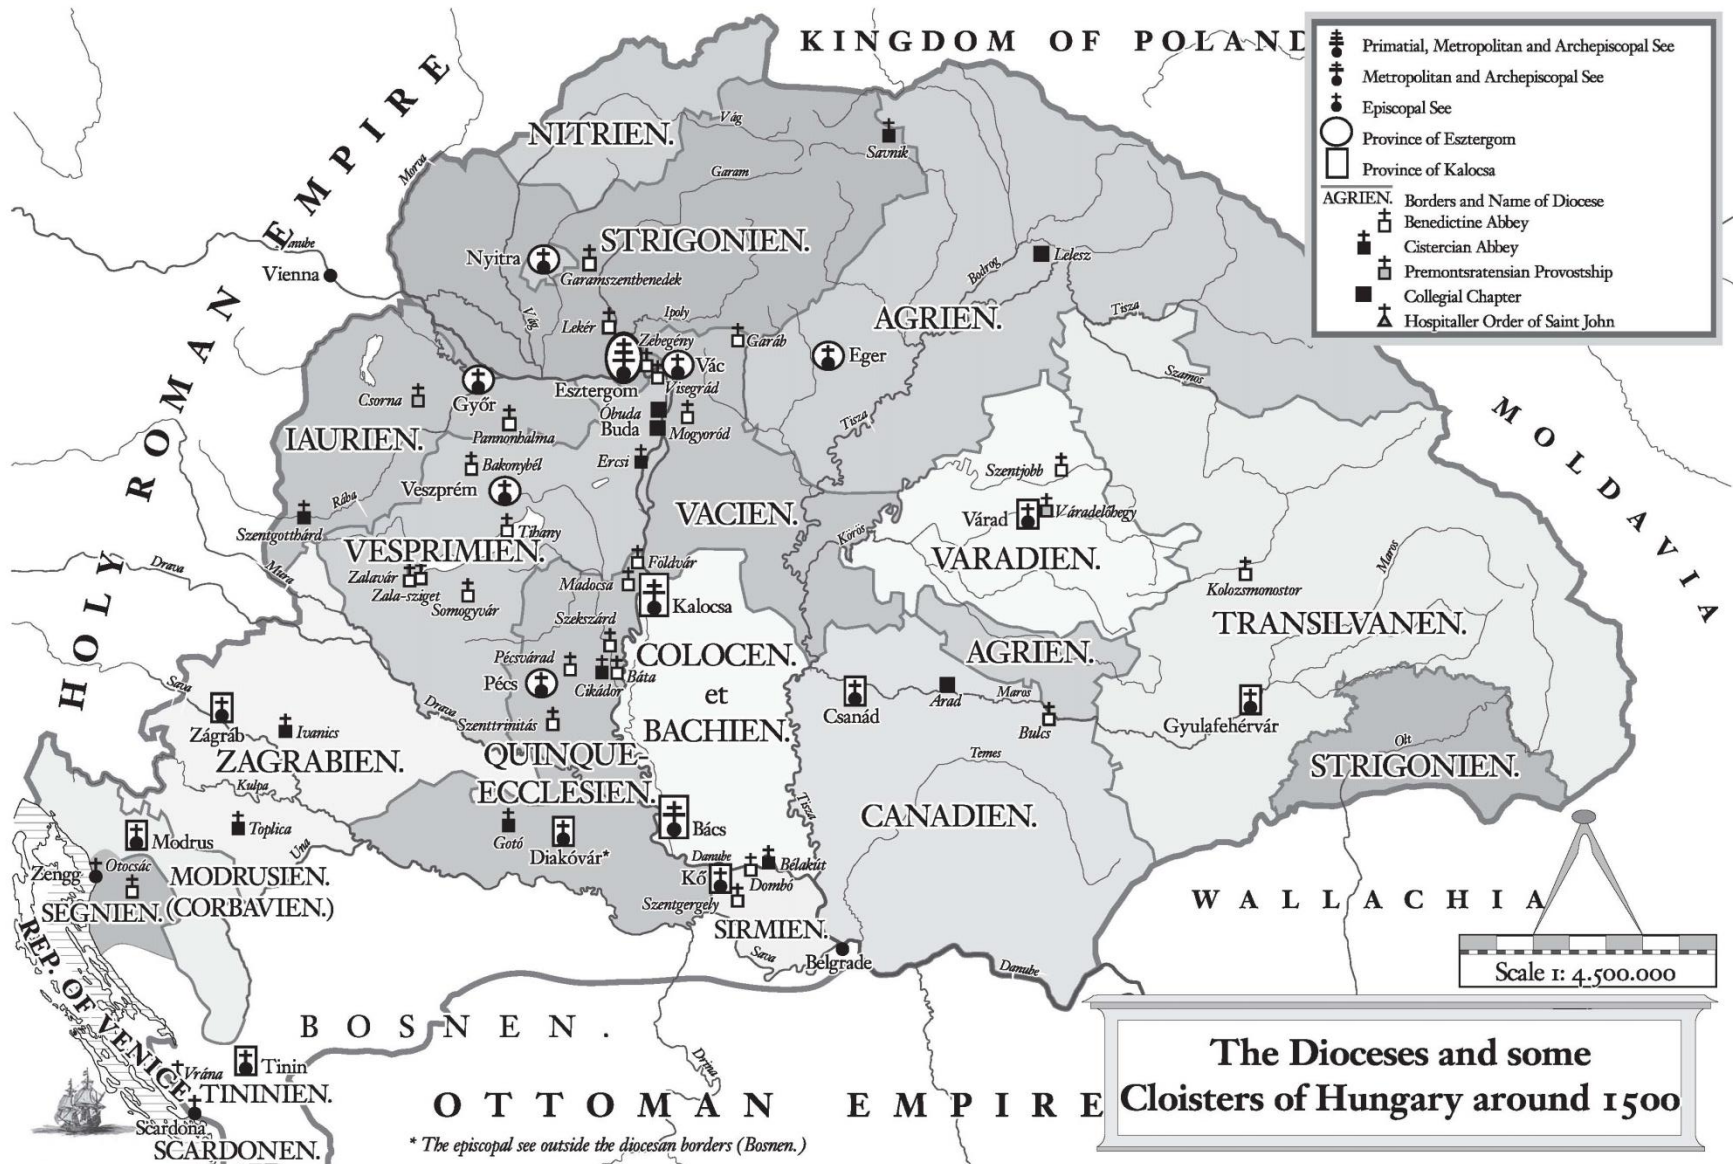 KINGDOM OF POLAND
HOLY ROMAN EMPIRE
MOLDAVIA
WALLACHIA
OTTOMAN EMPIRE
REP. OF VENICE
BOSNEN.
Primatial, Metropolitan and Archepiscopal See
Metropolitan and Archepiscopal See
Episcopal See
Province of Esztergom
Province of Kalocsa
AGRIEN. Borders and Name of Diocese
Benedictine Abbey
Cistercian Abbey
Premontsratensian Provostship
Collegial Chapter
Hospitaller Order of Saint John
NITRIEN.
Vág
Savnik
Morva
Garam
STRIGONIEN.
Nyitra
Garamszentbenedek
Danube
Vienna
Bodrog
Lelesz
Vág
Ipoly
AGRIEN.
Tisza
Lekér
Zebegény
Garáb
Eger
Vác
Esztergom
Visegrád
Győr
Csorna
Szamos
Óbuda
Buda
Mogyoród
Tisza
IAURIEN.
Pannonhalma
Bakonybél
Ercsi
Szentjobb
Veszprém
Rába
VACIEN.
Várad
Váradelőhegy
Szentgotthárd
Tihany
Körös
VESPRIMIEN.
VARADIEN.
Maros
Drava
Mura
Földvár
Zalavár
Zala-sziget
Somogyvár
Madocsa
Kalocsa
Kolozsmonostor
Szekszárd
TRANSILVANEN.
COLOCEN.
et
BACHIEN.
AGRIEN.
Pécsvárad
Pécs
Cikádor
Báta
Sava
Drava
Szenttrinitás
Csanád
Arad
Maros
Bulcs
Gyulafehérvár
Zágráb
Ivanics
ZAGRABIEN.
Kulpa
QUINQUE-
ECCLESIEN.
Temes
Olt
STRIGONIEN.
Tisza
CANADIEN.
Toplica
Modrus
Una
Gotó
Diakóvár*
Bács
Danube
Bélakút
Dombó
Kő
Szentgergely
Zengg
Otocsác
MODRUSIEN.
(CORBAVIEN.)
SEGNIEN.
SIRMIEN.
Sava
Belgrade
Danube
Drina
Tinin
Vrána
TININIEN.
Scardona
SCARDONEN.
* The episcopal see outside the diocesan borders (Bosnen.)
Scale 1: 4.500.000
The Dioceses and some
Cloisters of Hungary around 1500